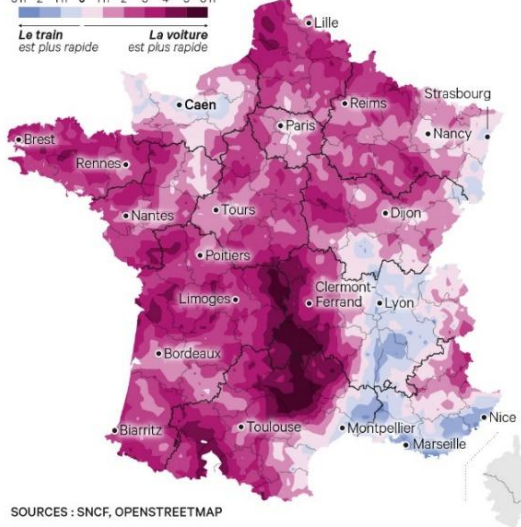 Le train
est plus rapide
La voiture
est plus rapide
Lille
Strasbourg
Caen
Reims
Paris
Nancy
Brest
Rennes
Nantes
Tours
Dijon
Poitiers
Limoges
Clermont-
Ferrand
Lyon
Bordeaux
Biarritz
Toulouse
Montpellier
Nice
Marseille
SOURCES : SNCF, OPENSTREETMAP